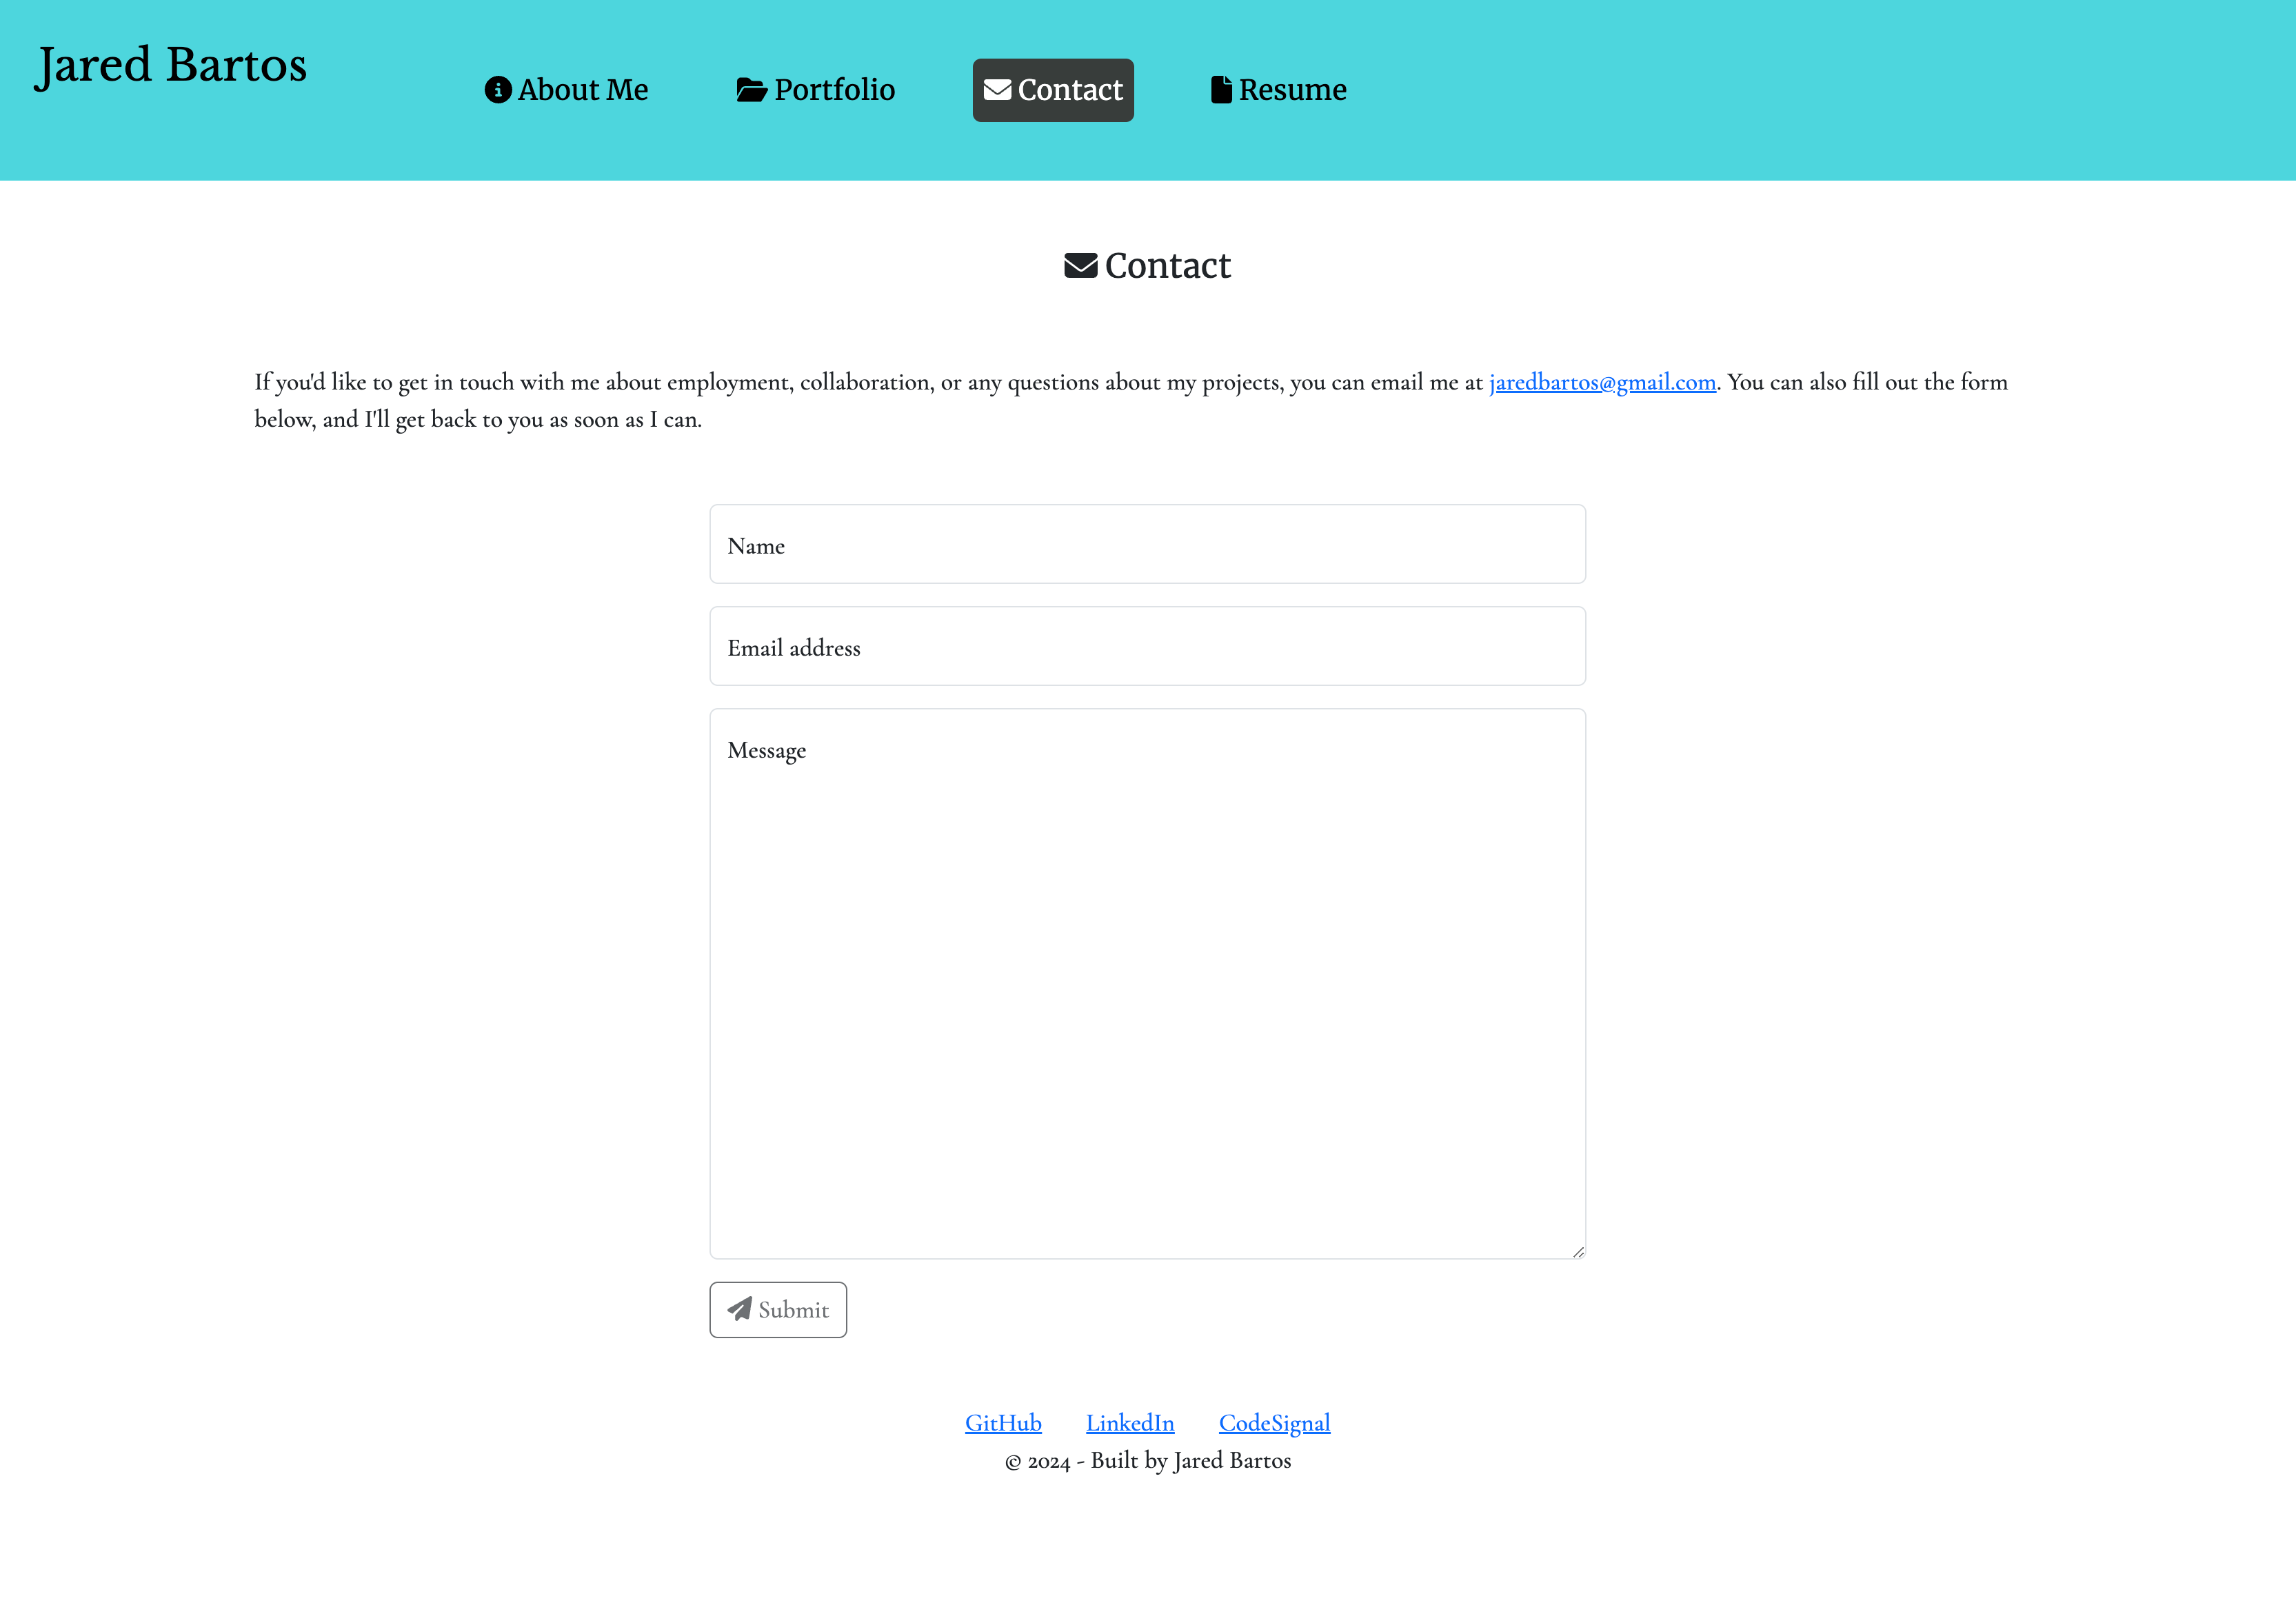 Jared Bartos
About Me
Portfolio
Contact
Resume
Contact
If you'd like to get in touch with me about employment, collaboration, or any questions about my projects, you can email me at jaredbartos@gmail.com. You can also fill out the form
below, and I'll get back to you as soon as I can.
Name
Email address
Message
Submit
GitHub LinkedIn CodeSignal
© 2024 - Built by Jared Bartos